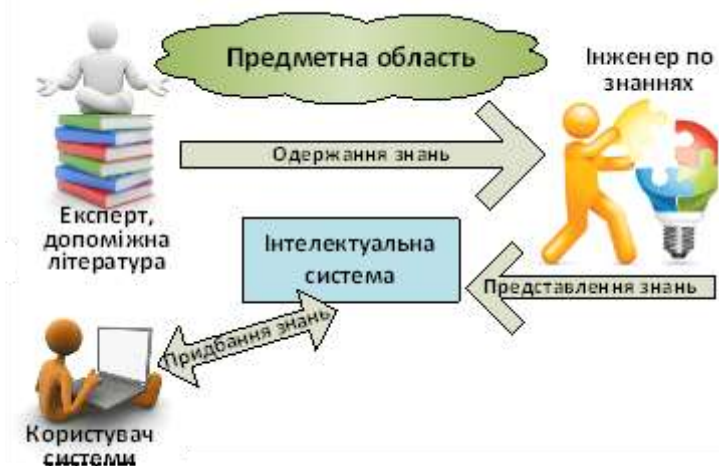 Предметна область
Інженер по
знаннях
Одержання знань
Експерт,
допоміжна
література
Інтелектуальна
система
Представлення знань
Придбання знань
Користувач
системи